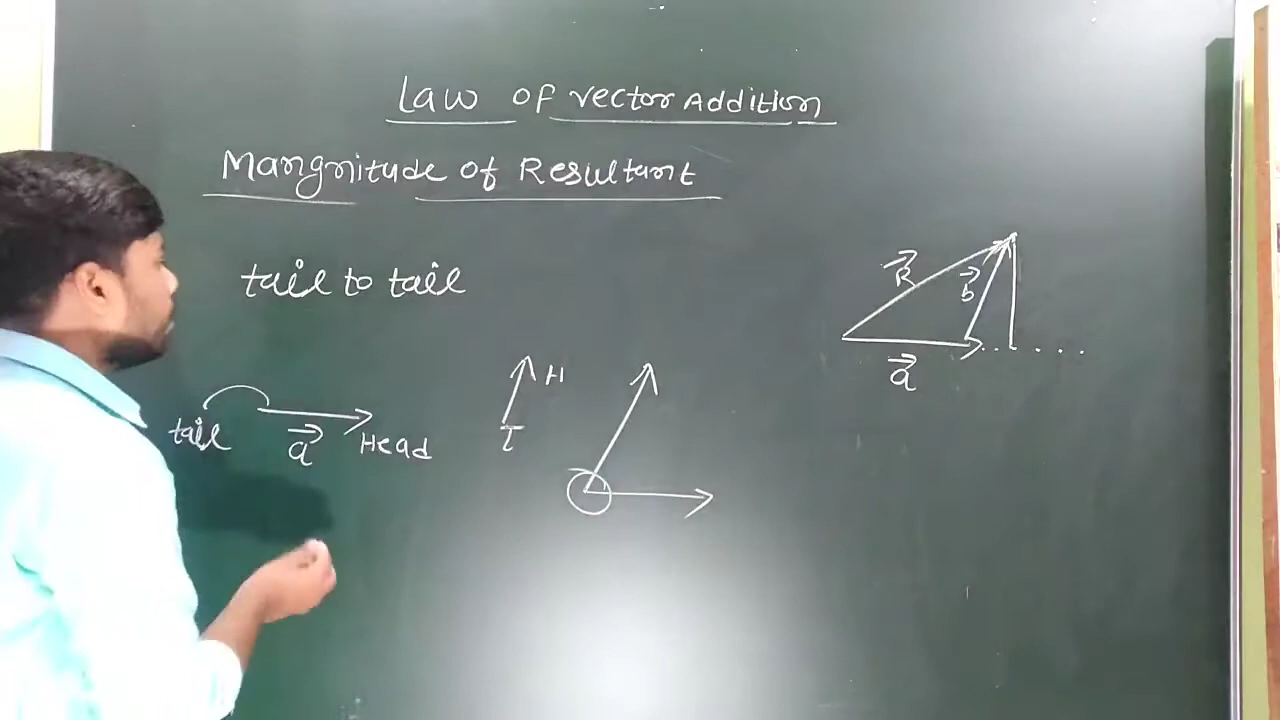 Law of vector Addition
Mangnitude of Resultant
tail to tail
R
b
a
H
T
tail
a
Head